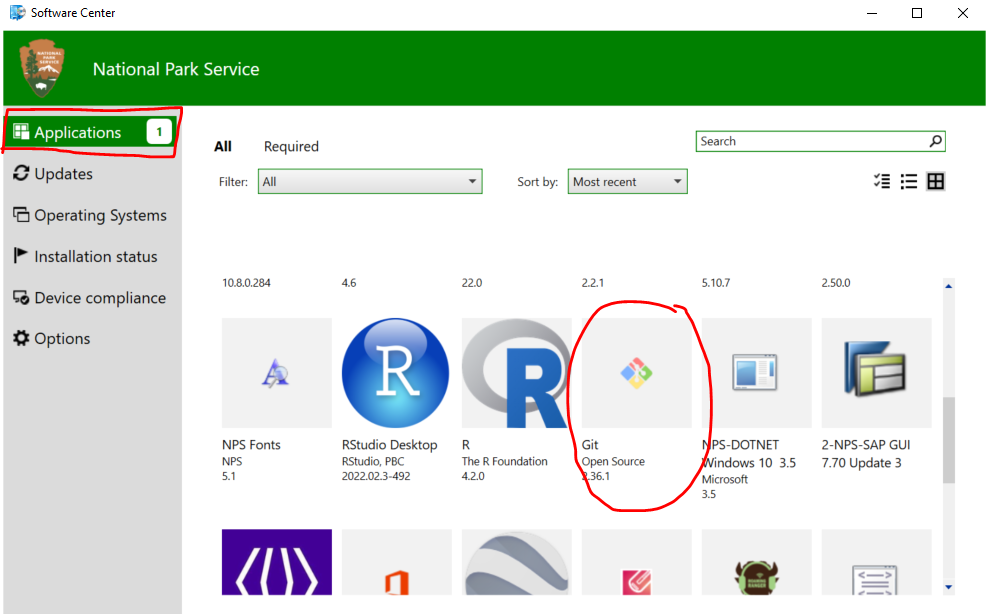 Software Center
NATIONAL
PARK
SERVICE
National Park Service
Applications
1
Updates
Operating Systems
Installation status
Device compliance
Options
All
Required
Search
Filter:
All
Sort by:
Most recent
10.8.0.284
4.6
22.0
2.2.1
5.10.7
2.50.0
A
R
R
NPS Fonts
NPS
5.1
RStudio Desktop
RStudio, PBC
2022.02.3-492
R
The R Foundation
4.2.0
Git
Open Source
2.36.1
NPS-DOTNET
Windows 10 3.5
Microsoft
3.5
2-NPS-SAP GUI
7.70 Update 3